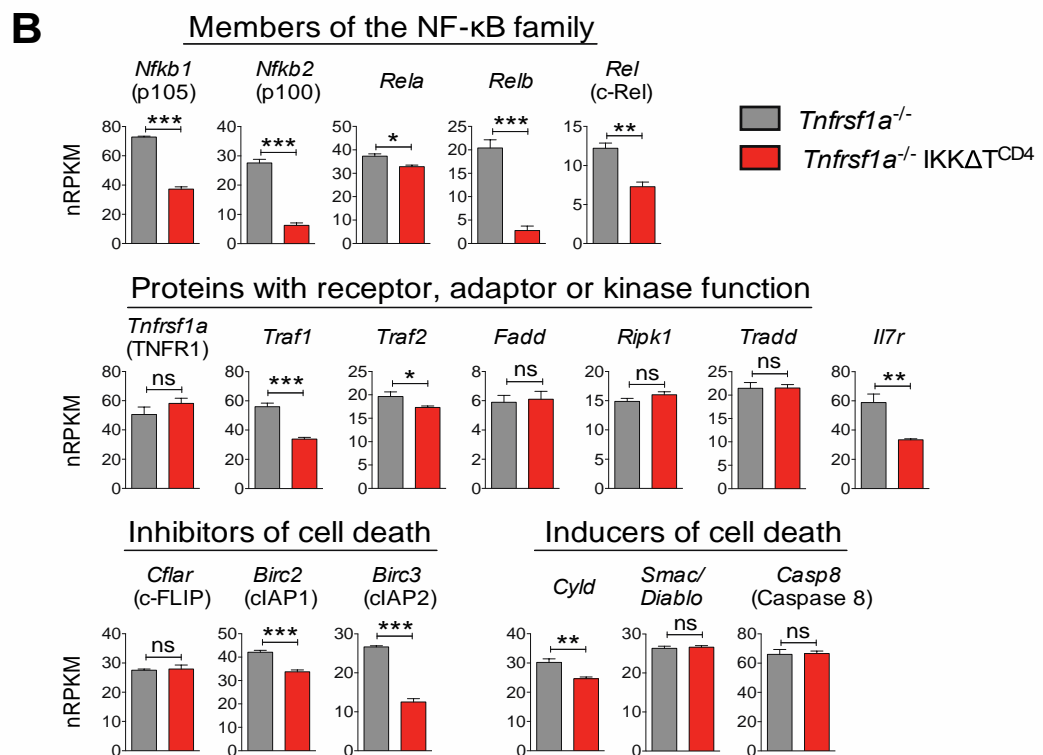 B
Members of the NF-κB family
Nfkb1
(p105)
Nfkb2
(p100)
Rela
Relb
Rel
(c-Rel)
nRPKM
80
60
40
20
0
***
40
30
20
10
0
***
50
40
30
20
10
0
*
25
20
15
10
5
0
***
15
10
5
0
**
Tnfrsf1a-/-
Tnfrsf1a-/- IKKΔTCD4
Proteins with receptor, adaptor or kinase function
Tnfrsf1a
(TNFR1)
Traf1
Traf2
Fadd
Ripk1
Tradd
Il7r
nRPKM
80
60
40
20
0
ns
80
60
40
20
0
***
25
20
15
10
5
0
*
8
6
4
2
0
ns
20
15
10
5
0
ns
25
20
15
10
5
0
ns
80
60
40
20
0
**
Inhibitors of cell death
Inducers of cell death
Cflar
(c-FLIP)
Birc2
(cIAP1)
Birc3
(cIAP2)
Cyld
Smac/
Diablo
Casp8
(Caspase 8)
nRPKM
40
30
20
10
0
ns
50
40
30
20
10
0
***
30
20
10
0
***
40
30
20
10
0
**
30
20
10
0
ns
80
60
40
20
0
ns